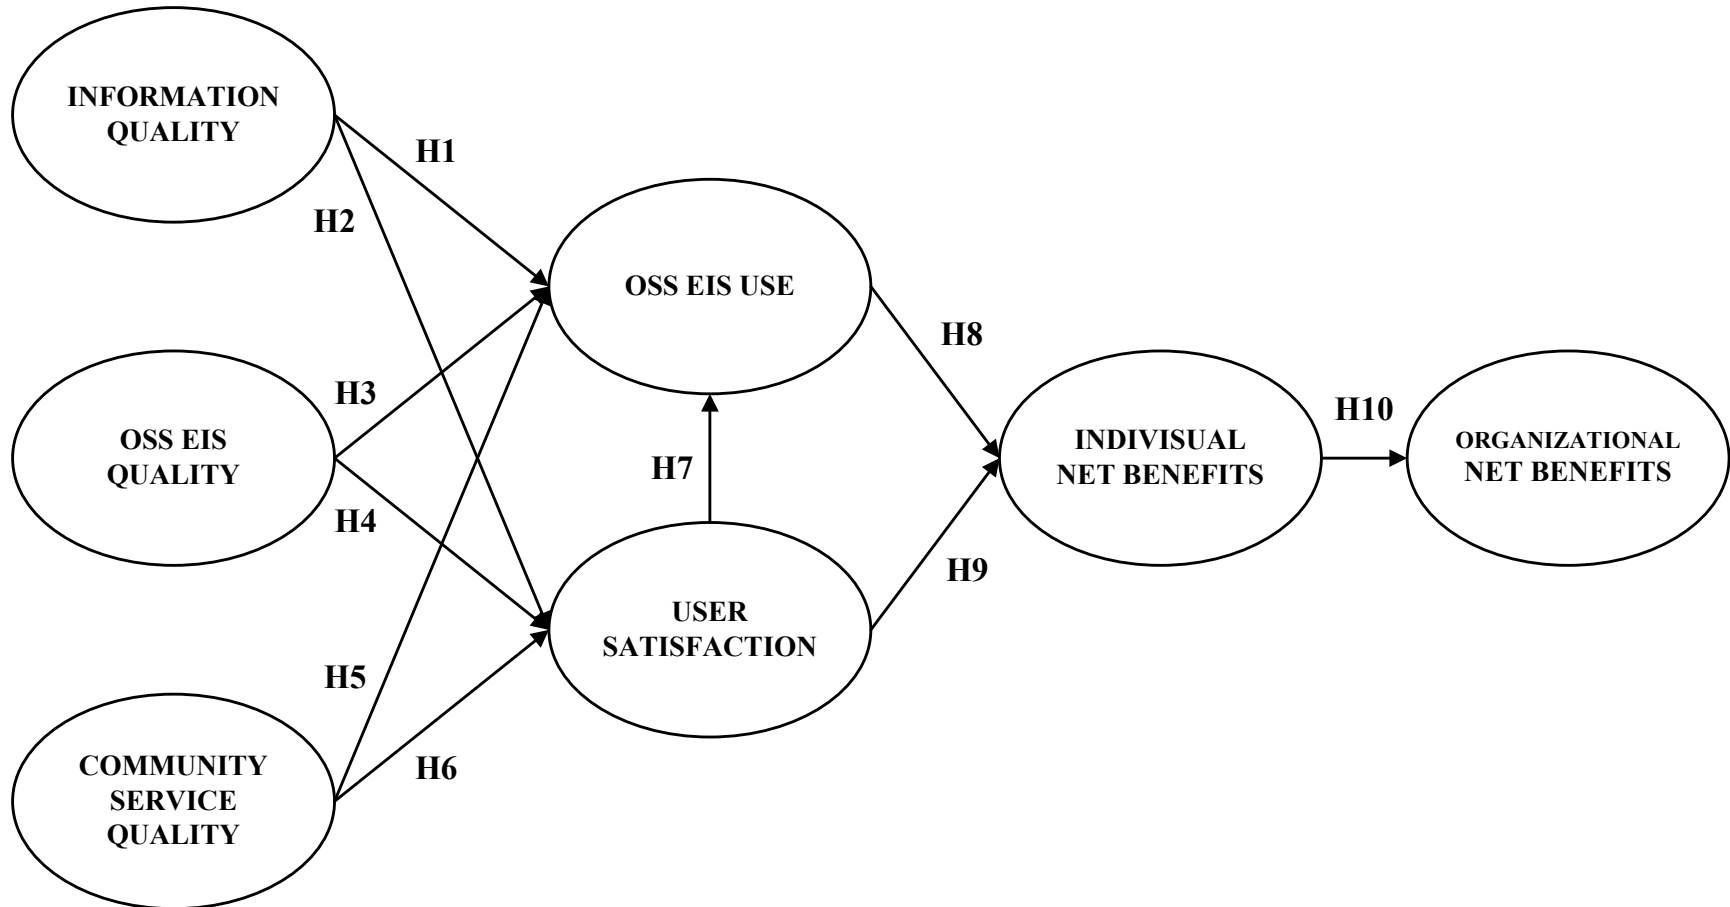 INFORMATION
QUALITY
H1
H2
OSS EIS USE
H8
H3
OSS EIS
QUALITY
H4
H7
INDIVISUAL
NET BENEFITS
H10
ORGANIZATIONAL
NET BENEFITS
H9
USER
SATISFACTION
H5
H6
COMMUNITY
SERVICE
QUALITY